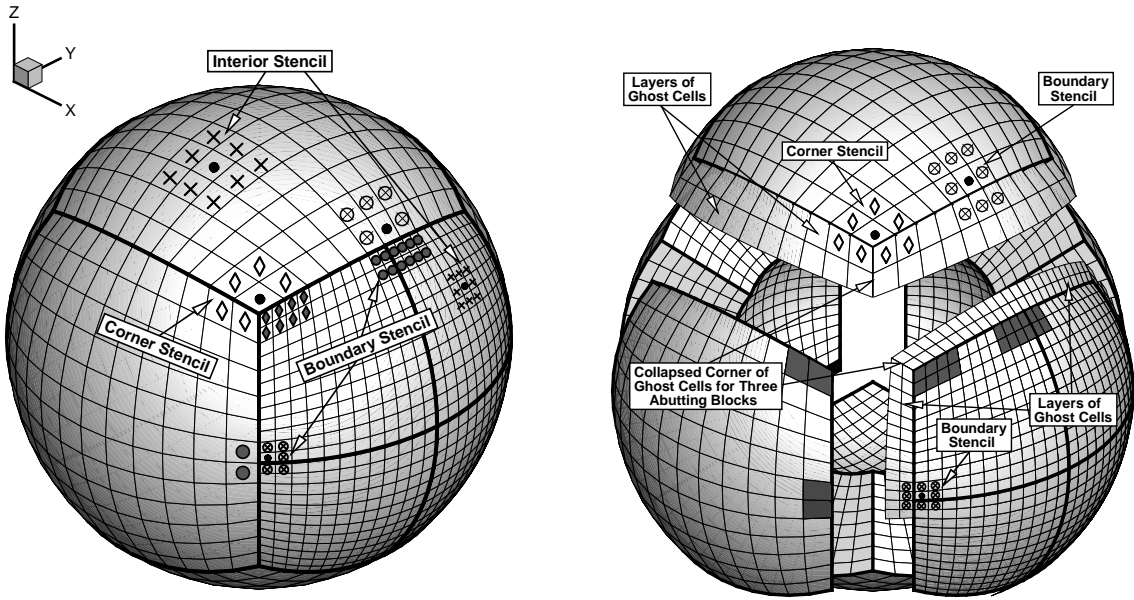 Z
Y
X
Interior Stencil
Corner Stencil
Boundary Stencil
Layers of
Ghost Cells
Boundary
Stencil
Corner Stencil
Collapsed Corner of
Ghost Cells for Three
Abutting Blocks
Layers of
Ghost Cells
Boundary
Stencil